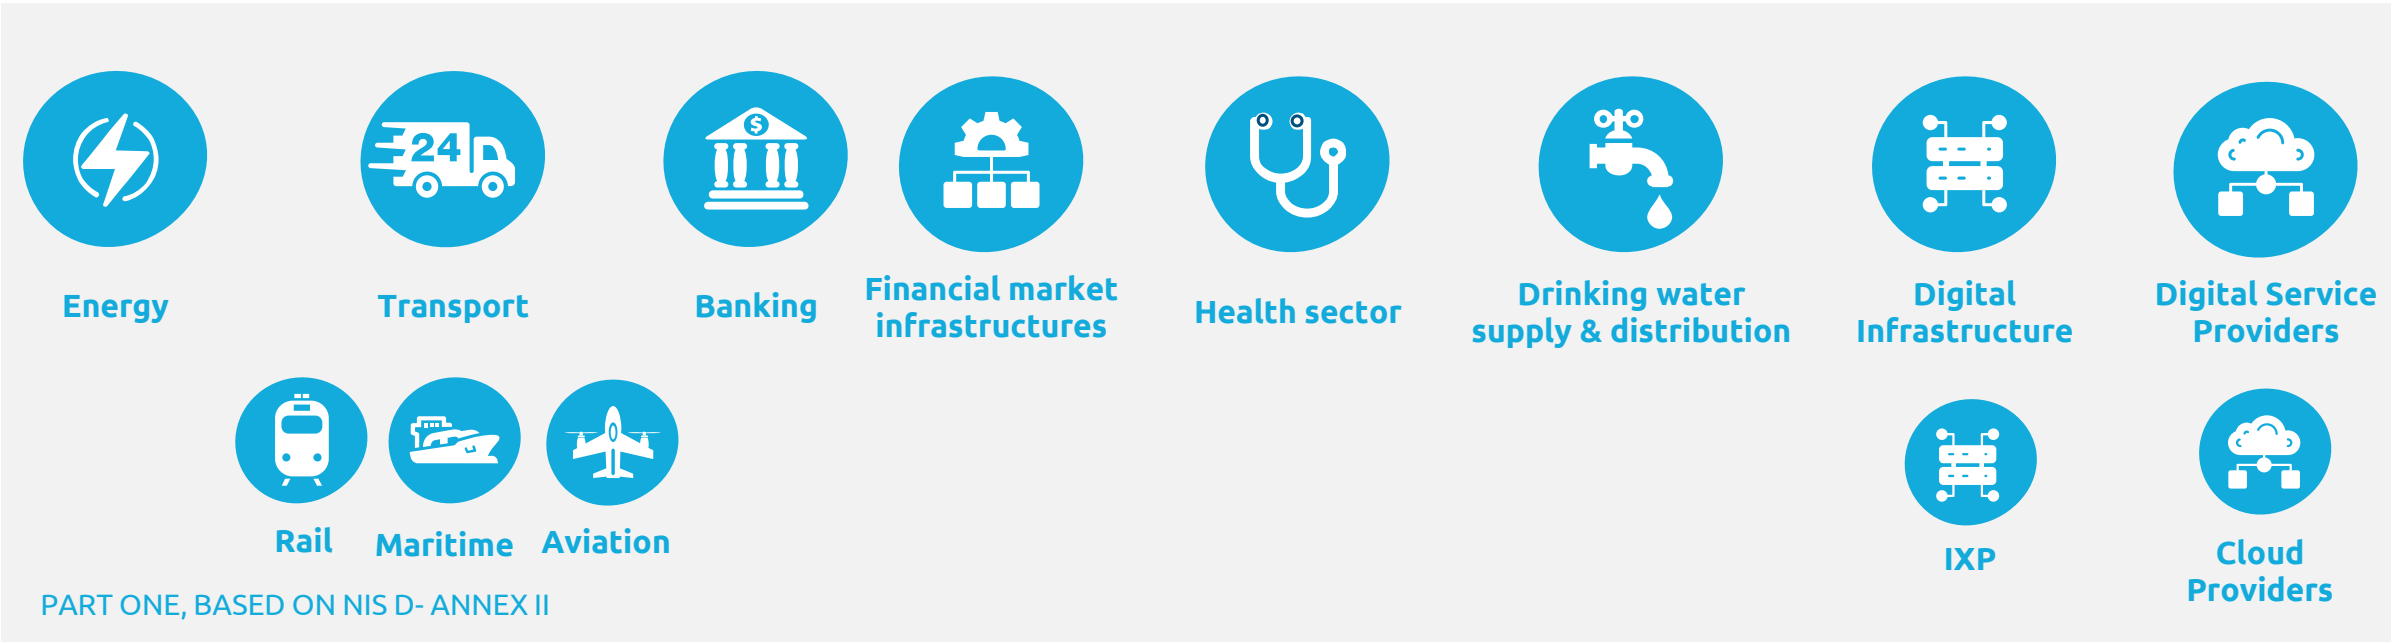 24
$
Energy
Transport
Banking
Financial market
infrastructures
Health sector
Drinking water
supply & distribution
Digital
Infrastructure
Digital Service
Providers
Rail
Maritime
Aviation
IXP
Cloud
Providers
PART ONE, BASED ON NIS D- ANNEX II